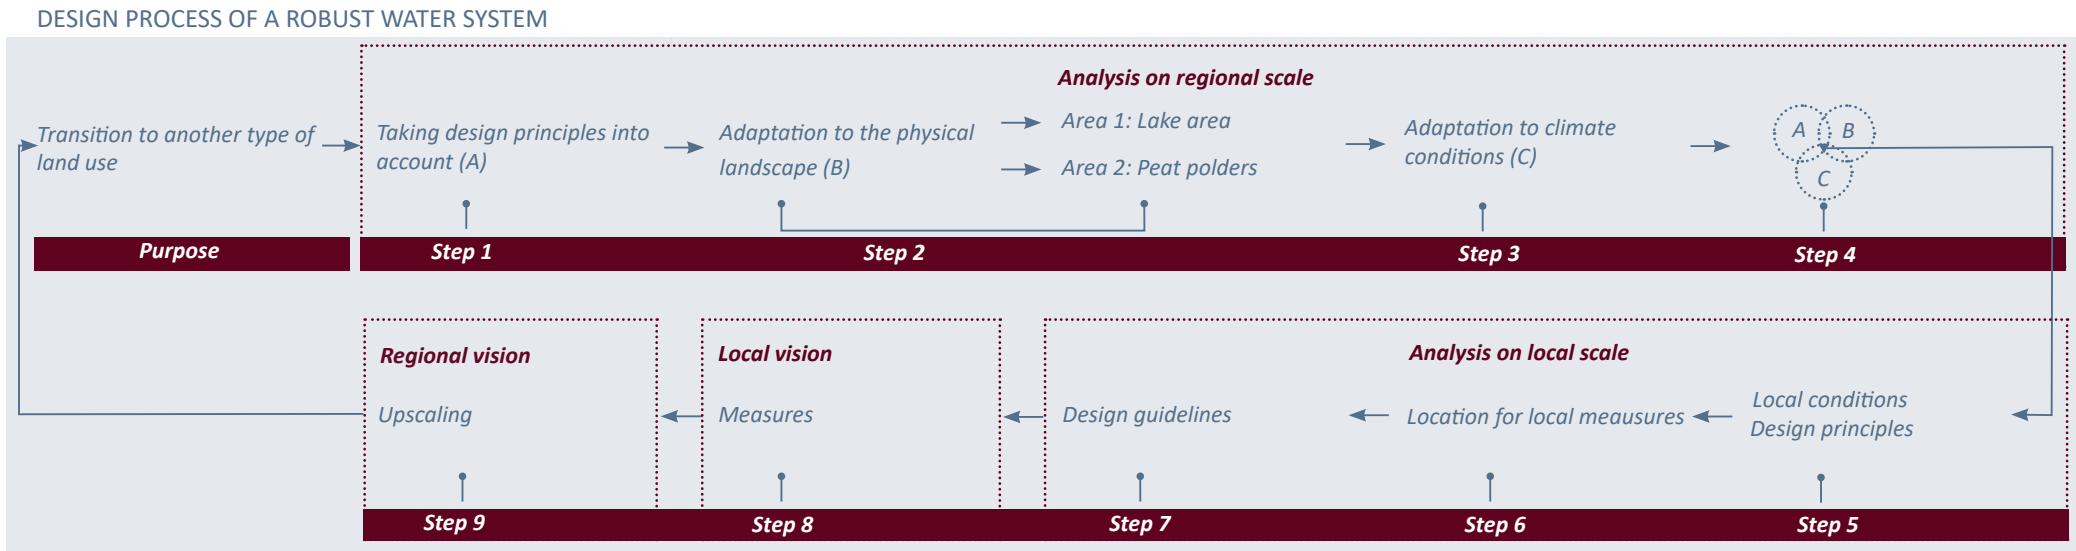 DESIGN PROCESS OF A ROBUST WATER SYSTEM
Analysis on regional scale
Transition to another type of
land use
Taking design principles into
account (A)
Adaptation to the physical
landscape (B)
Area 1: Lake area
Area 2: Peat polders
Adaptation to climate
conditions (C)
A
B
C
Purpose
Step 1
Step 2
Step 3
Step 4
Regional vision
Local vision
Analysis on local scale
Upscaling
Measures
Design guidelines
Location for local meausures
Local conditions
Design principles
Step 9
Step 8
Step 7
Step 6
Step 5